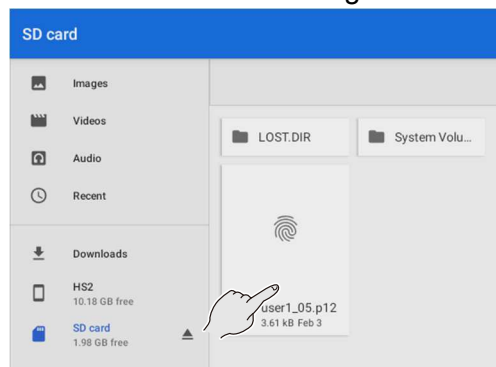 SD card
Images
Videos
Audio
Recent
Downloads
HS2
10.18 GB free
SD card
1.98 GB free
LOST.DIR
System Volu...
user1_05.p12
3.61 kB Feb 3